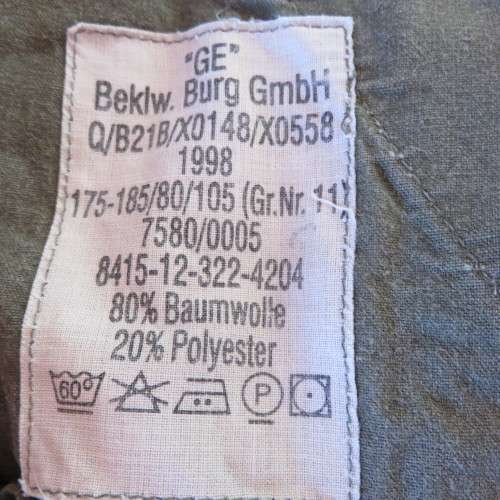 "GE"
Beklw. Burg GmbH
Q/B21B/X0148/X0558
1998
175-185/80/105 (Gr.Nr. 11)
7580/0005
8415-12-322-4204
80% Baumwolle
20% Polyester
60° P